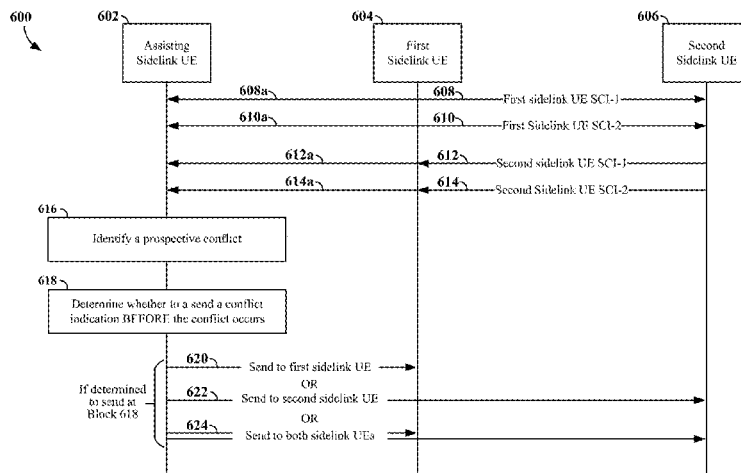 600
602
604
606
Assisting
Sidelink UE
First
Sidelink UE
Second
Sidelink UE
608a
608
First sidelink UE SCI-1
610a
610
First Sidelink UE SCI-2
612a
612
Second sidelink UE SCI-1
614a
614
Second Sidelink UE SCI-2
616
Identify a prospective conflict
618
Determine whether to a send a conflict
indication BEFORE the conflict occurs
If determined
to send at
Block 618
620
Send to first sidelink UE
OR
622
Send to second sidelink UE
OR
624
Send to both sidelink UEs